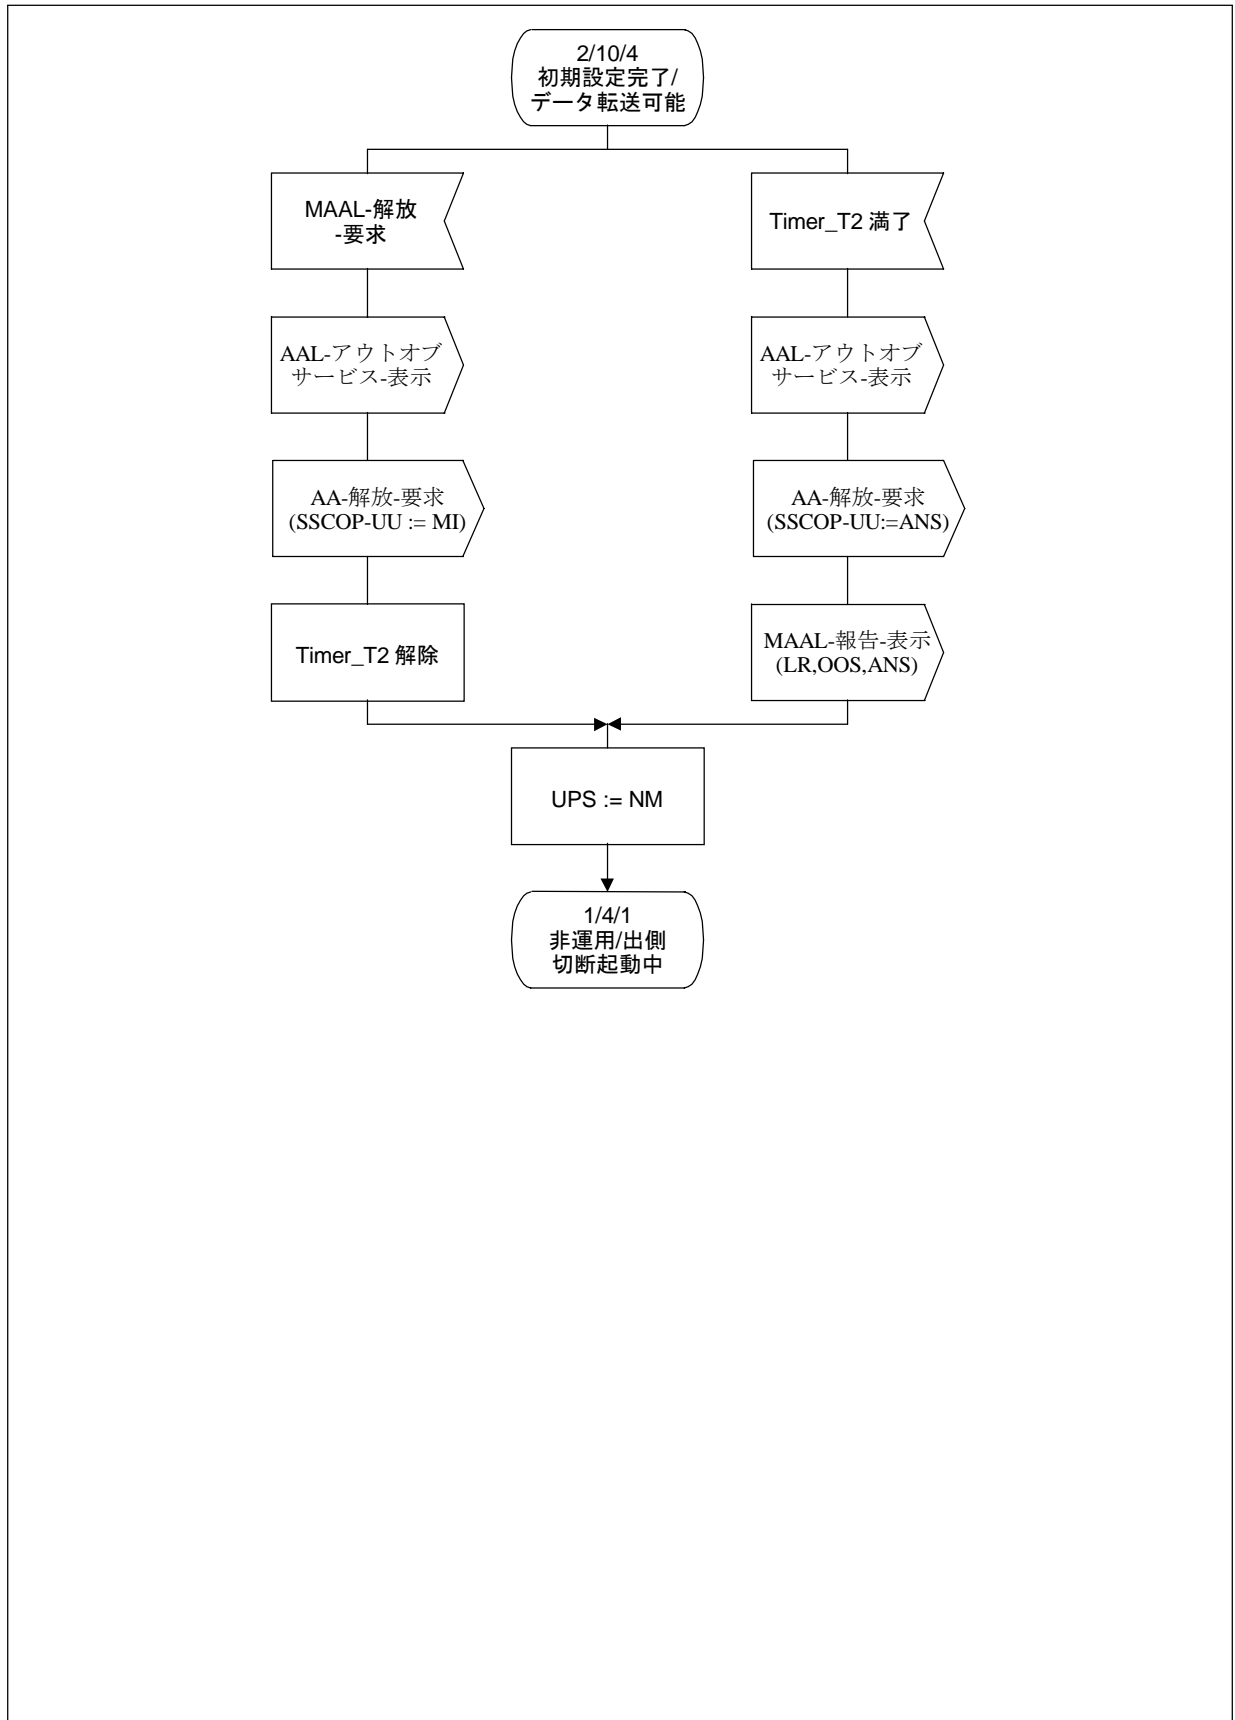 2/10/4
初期設定完了/
データ転送可能
MAAL-解放
-要求
AAL-アウトオブ
サービス-表示
AA-解放-要求
(SSCOP-UU := MI)
Timer_T2 解除
Timer_T2 満了
AAL-アウトオブ
サービス-表示
AA-解放-要求
(SSCOP-UU:=ANS)
MAAL-報告-表示
(LR,OOS,ANS)
UPS := NM
1/4/1
非運用/出側
切断起動中